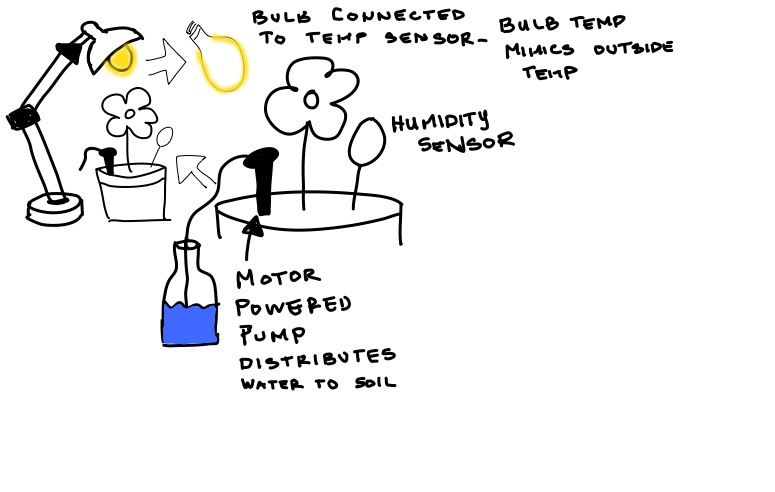 BULB CONNECTED
TO TEMP SENSOR-
BULB TEMP
MIMICS OUTSIDE
TEMP
HUMIDITY
SENSOR
MOTOR
POWERED
PUMP
DISTRIBUTES
WATER TO SOIL